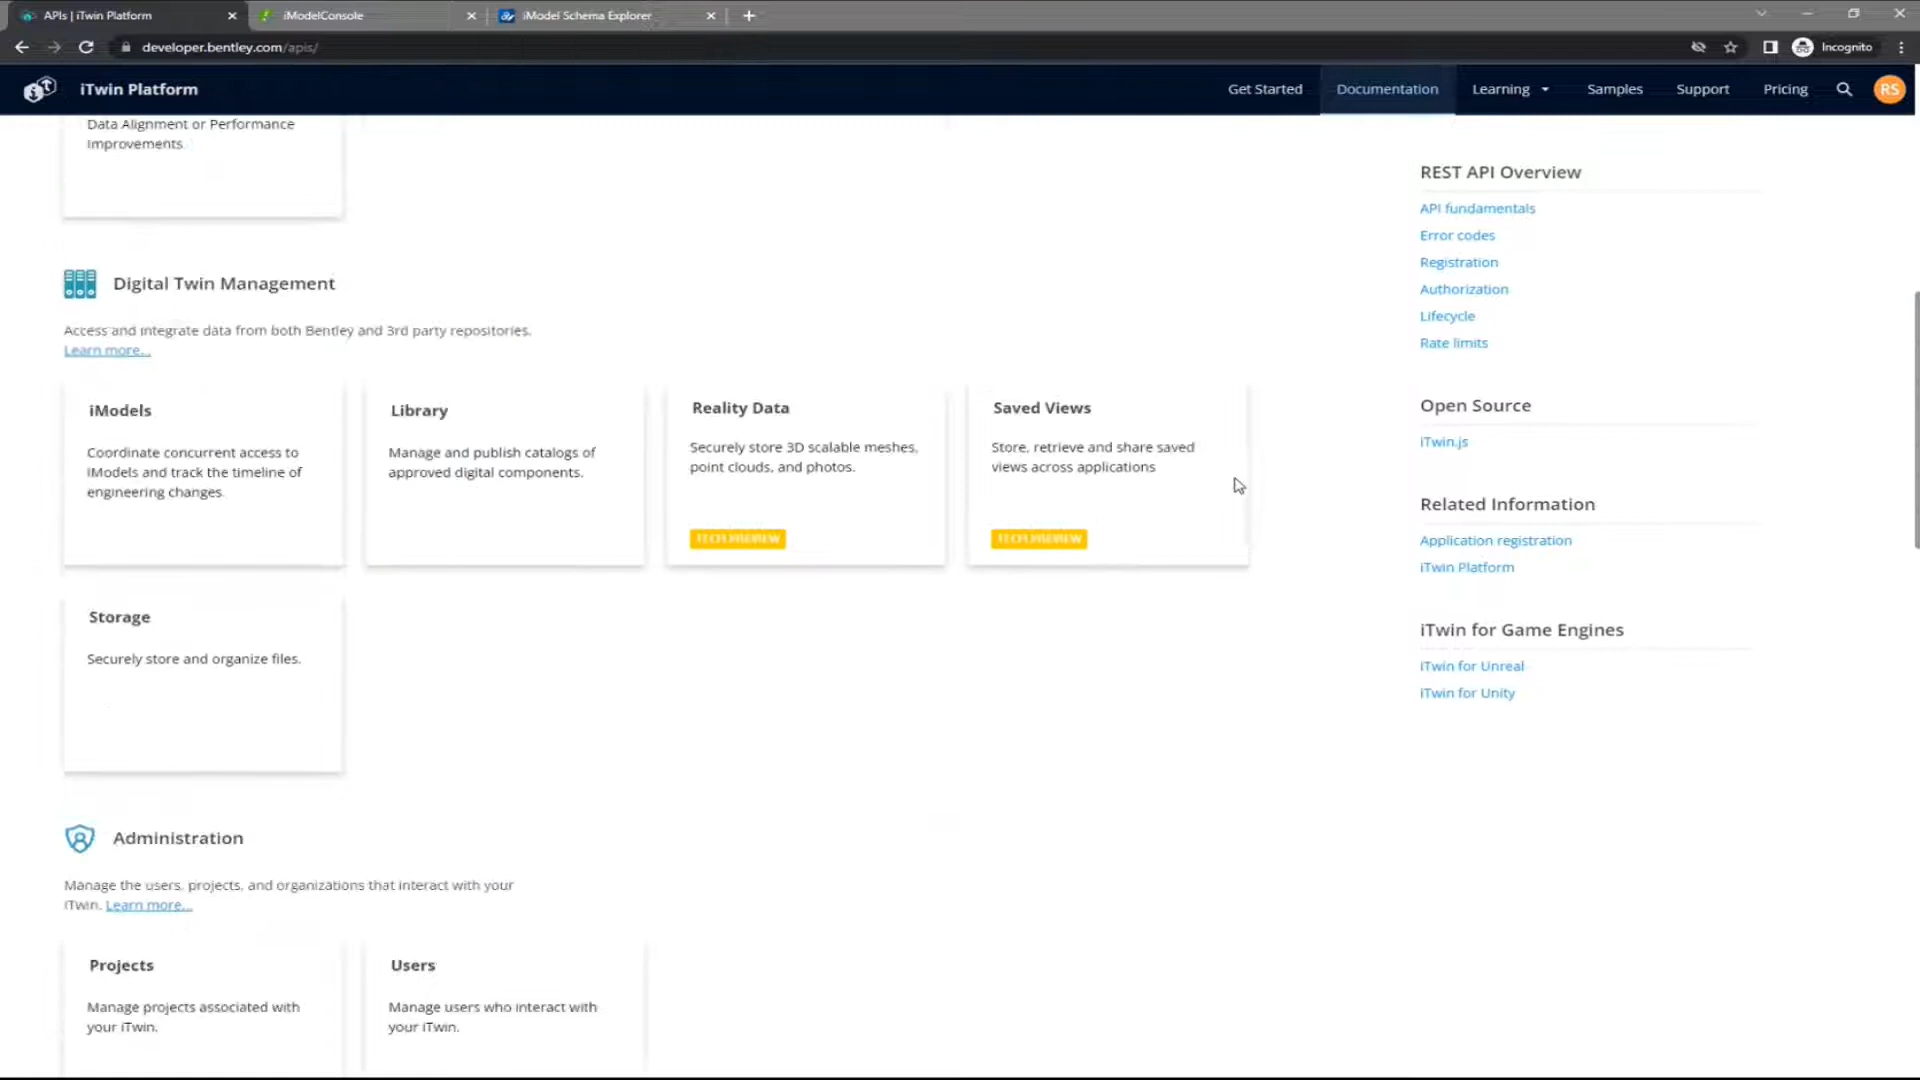 APIs | iTwin Platform
iModelConsole
iModel Schema Explorer
developer.bentley.com/apis/
Incognito
iTwin Platform
Get Started
Documentation
Learning
Samples
Support
Pricing
RS
Data Alignment or Performance
Improvements.
Digital Twin Management
Access and integrate data from both Bentley and 3rd party repositories.
Learn more...
iModels
Coordinate concurrent access to
iModels and track the timeline of
engineering changes.
Library
Manage and publish catalogs of
approved digital components.
Reality Data
Securely store 3D scalable meshes,
point clouds, and photos.
TECH PREVIEW
Saved Views
Store, retrieve and share saved
views across applications
TECH PREVIEW
Storage
Securely store and organize files.
Administration
Manage the users, projects, and organizations that interact with your
iTwin. Learn more...
Projects
Manage projects associated with
your iTwin.
Users
Manage users who interact with
your iTwin.
REST API Overview
API fundamentals
Error codes
Registration
Authorization
Lifecycle
Rate limits
Open Source
iTwin.js
Related Information
Application registration
iTwin Platform
iTwin for Game Engines
iTwin for Unreal
iTwin for Unity